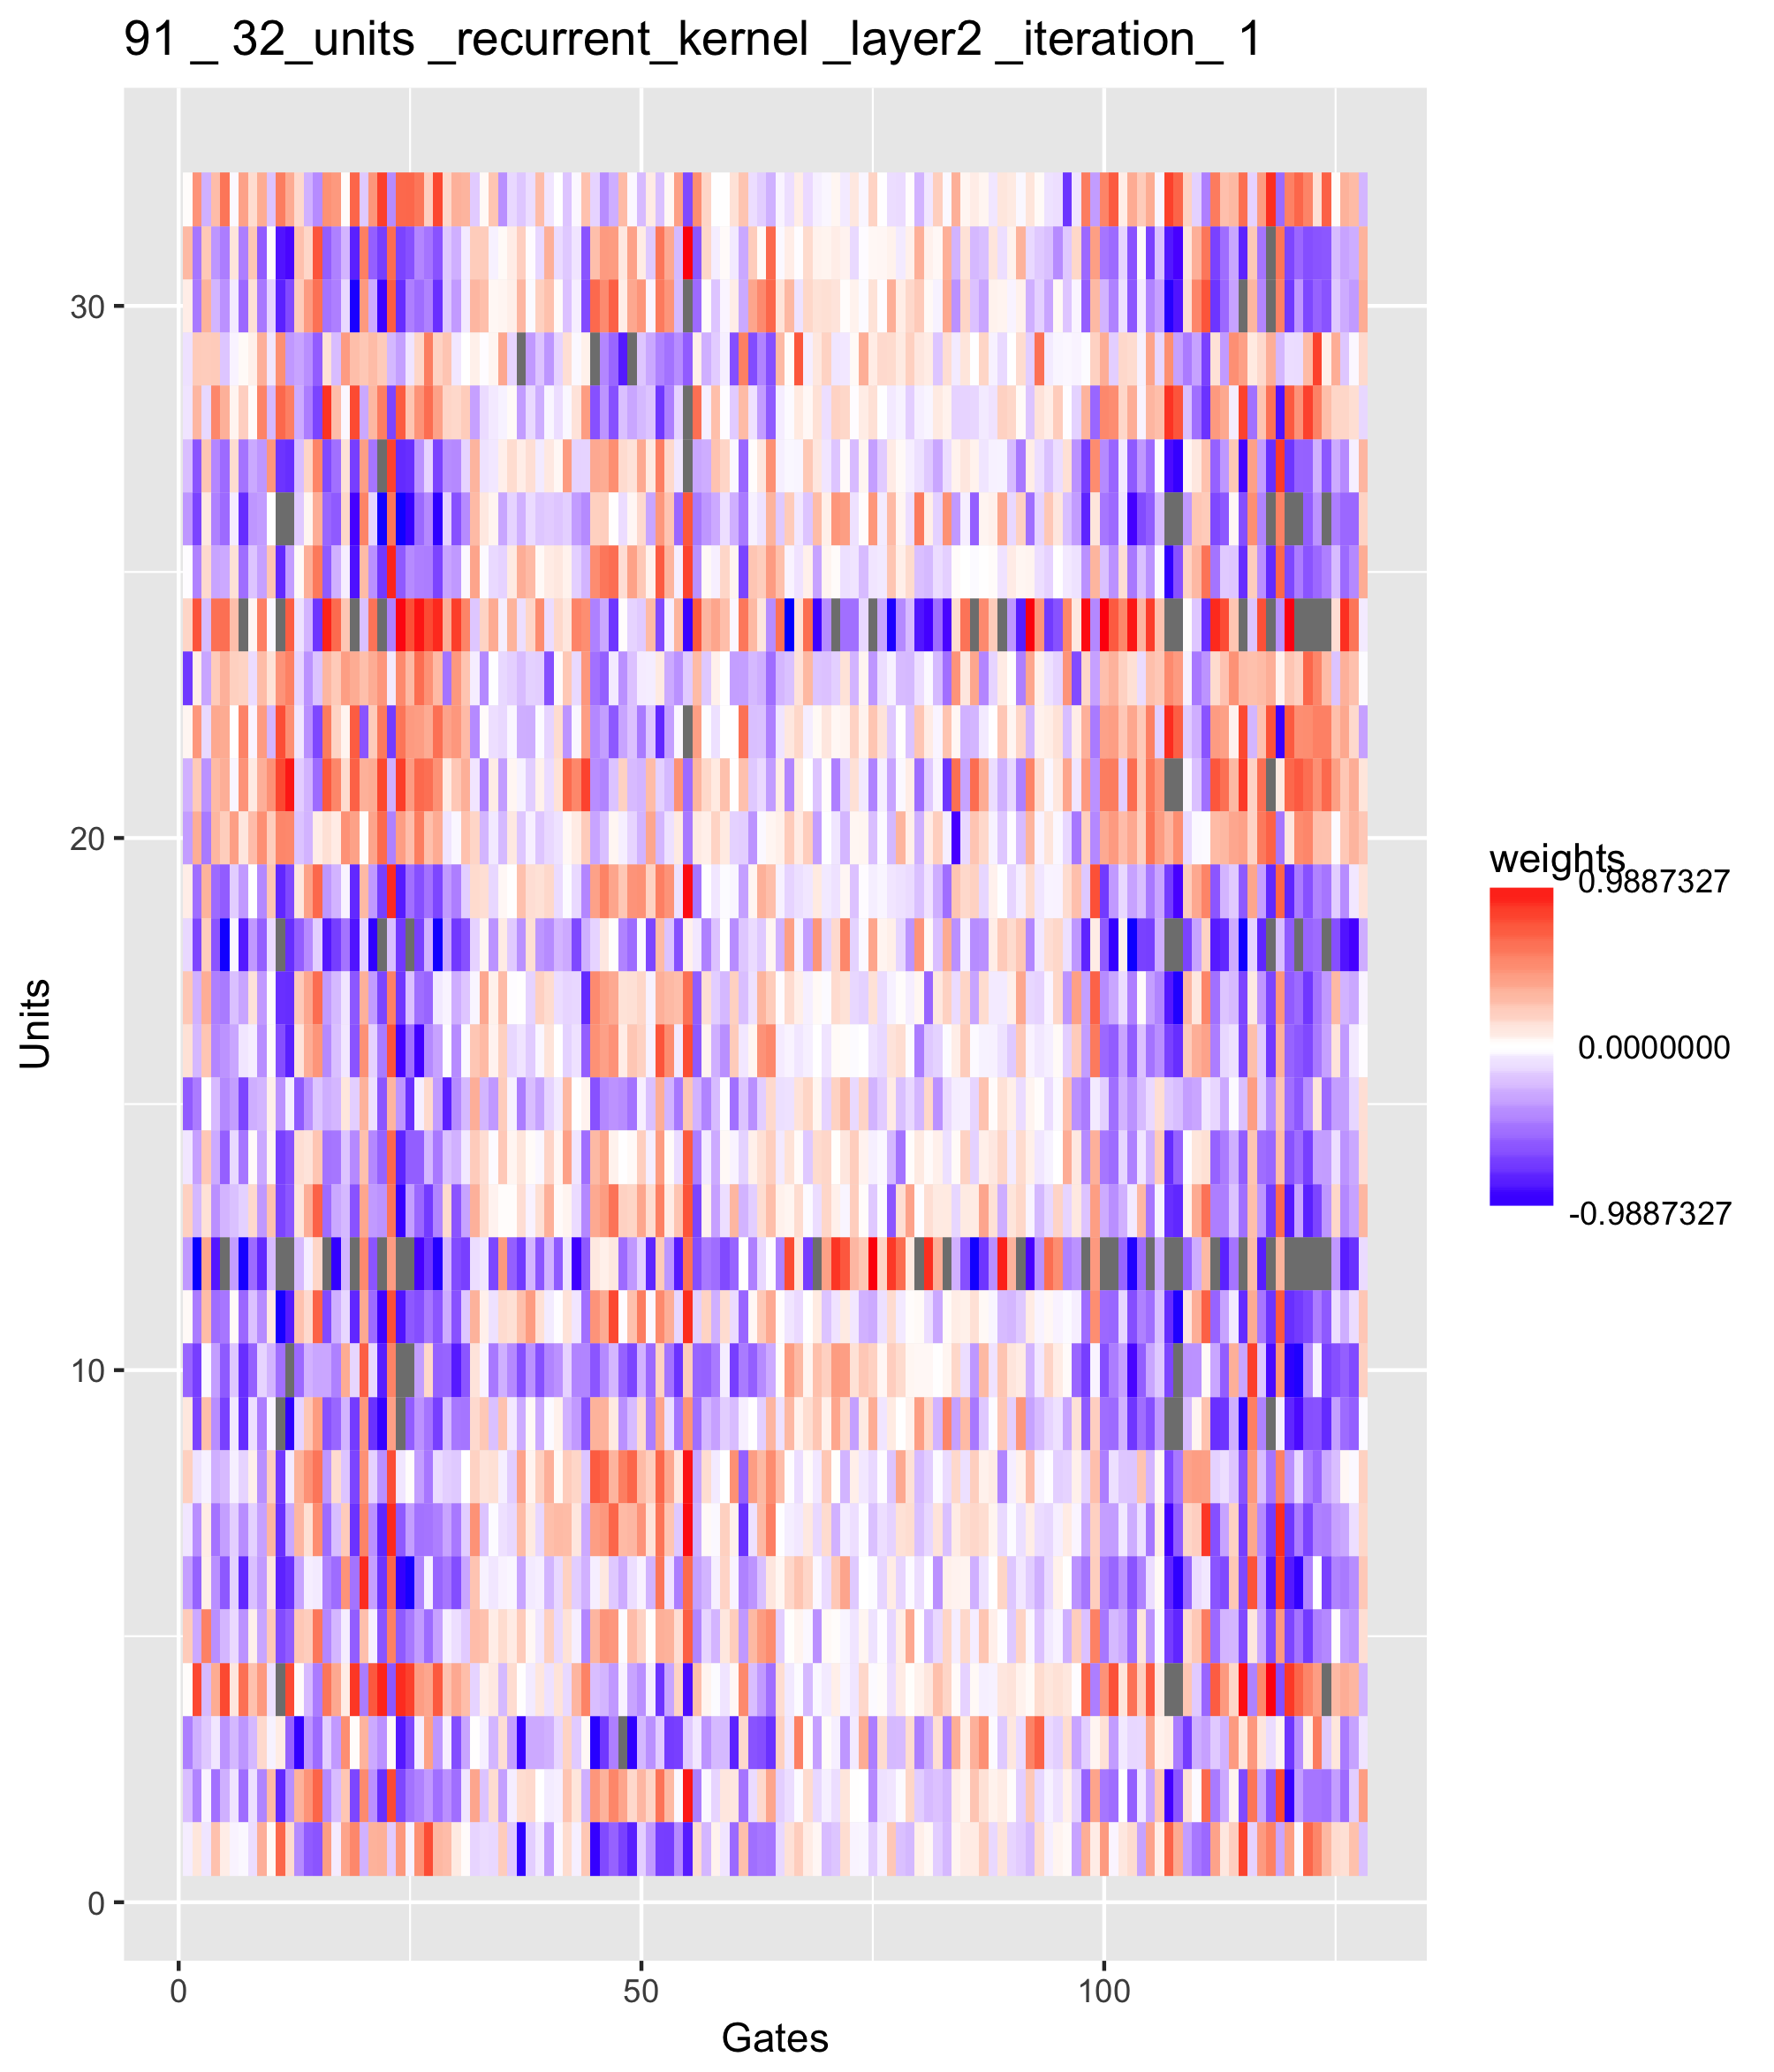 91 _ 32_units _recurrent_kernel _layer2 _iteration_ 1
30
20
10
0
Units
0 50 100
Gates
weights
0.9887327
0.0000000
-0.9887327